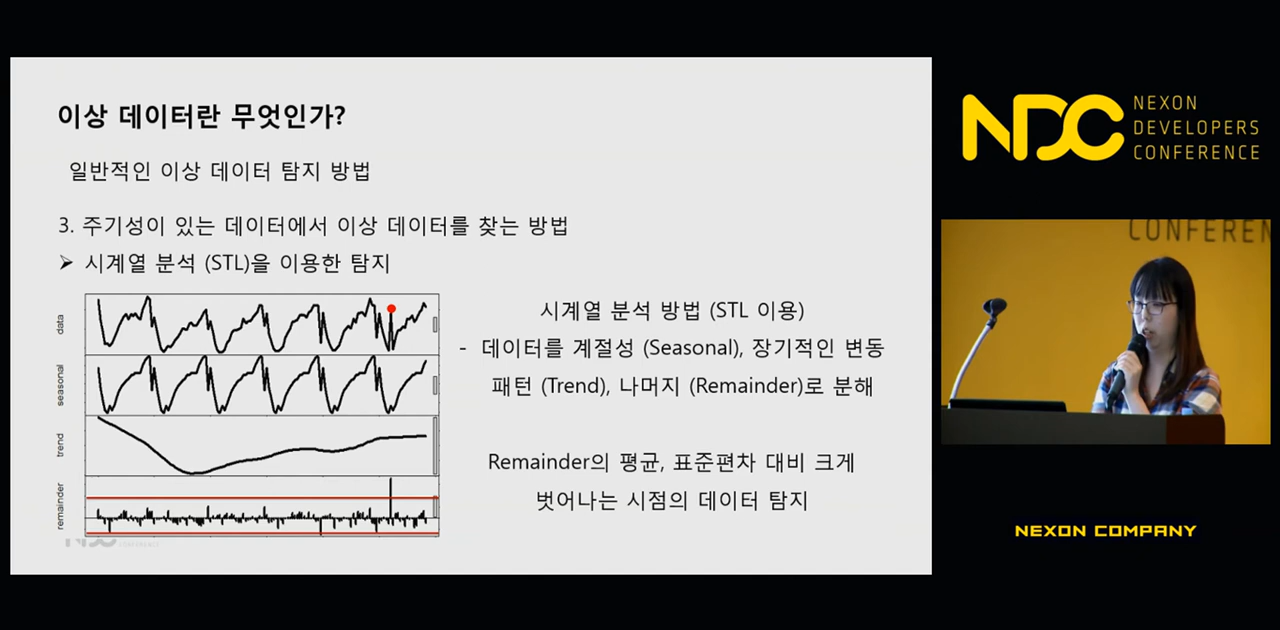 이상 데이터란 무엇인가?
일반적인 이상 데이터 탐지 방법
3. 주기성이 있는 데이터에서 이상 데이터를 찾는 방법
➢ 시계열 분석 (STL)을 이용한 탐지
data
seasonal
trend
remainder
시계열 분석 방법 (STL 이용)
- 데이터를 계절성 (Seasonal), 장기적인 변동
패턴 (Trend), 나머지 (Remainder)로 분해
Remainder의 평균, 표준편차 대비 크게
벗어나는 시점의 데이터 탐지
NDC
NEXON
DEVELOPERS
CONFERENCE
CONFEREN
NEXON COMPANY